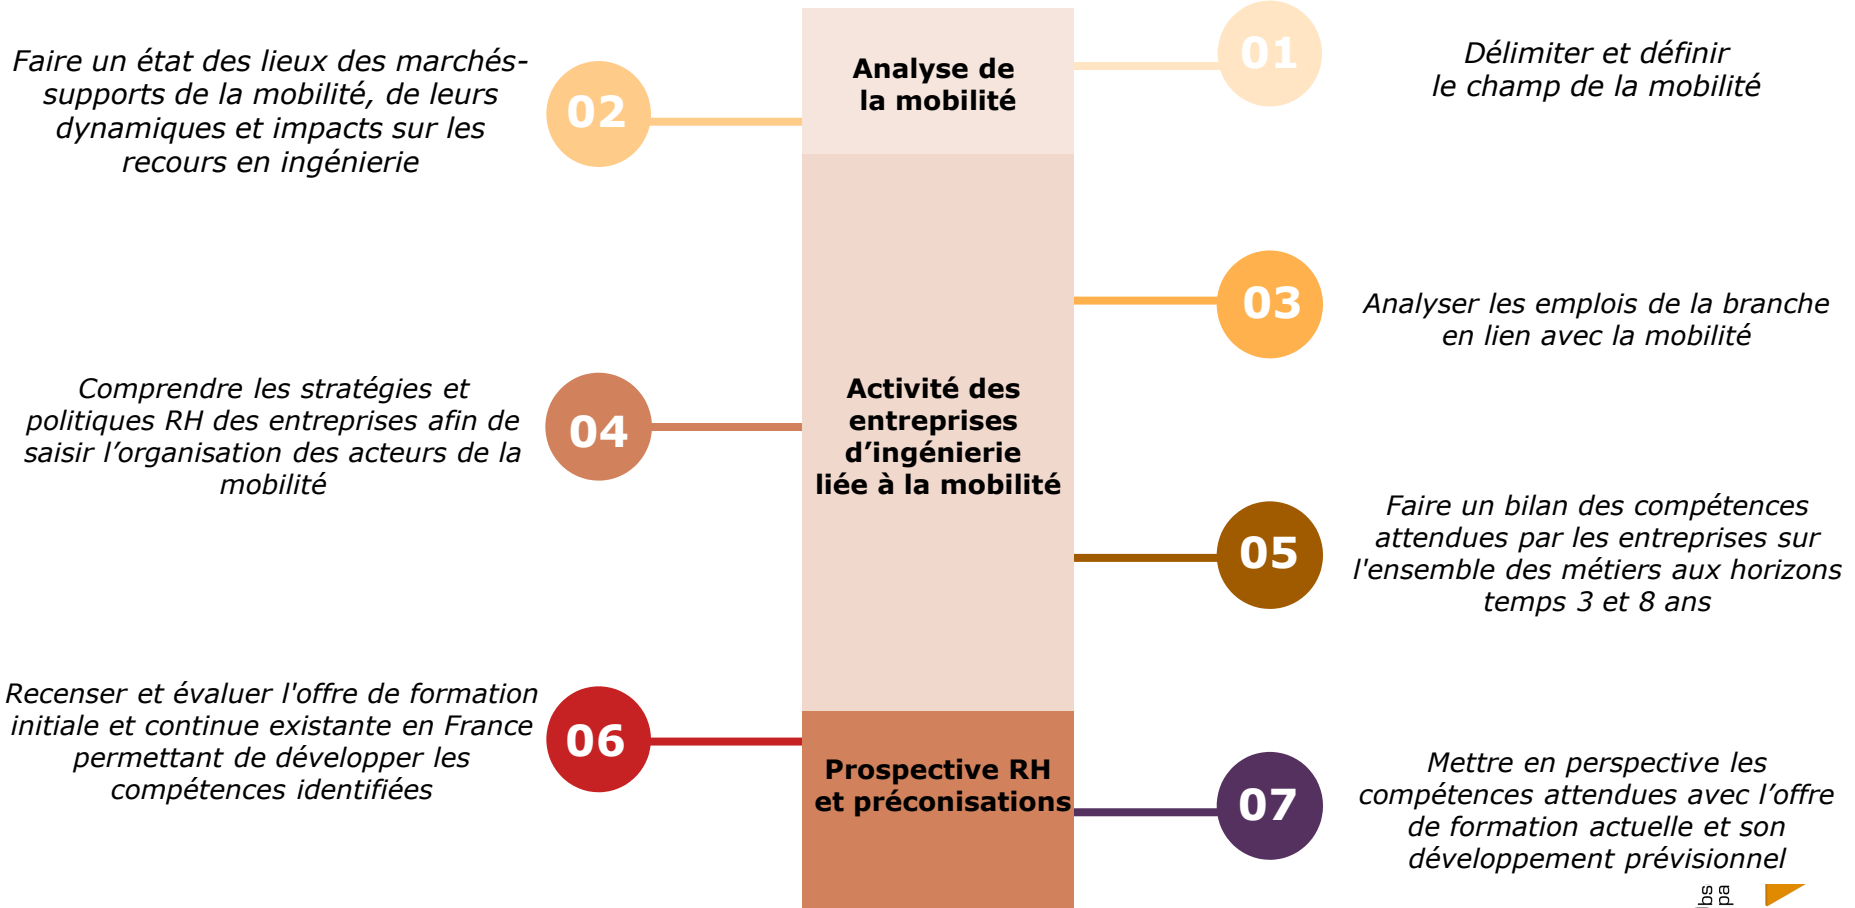 Analyse de
la mobilité
01
Délimiter et définir
le champ de la mobilité
Faire un état des lieux des marchés-
supports de la mobilité, de leurs
dynamiques et impacts sur les
recours en ingénierie
02
03
Analyser les emplois de la branche
en lien avec la mobilité
Comprendre les stratégies et
politiques RH des entreprises afin de
saisir l’organisation des acteurs de la
mobilité
04
Activité des
entreprises
d’ingénierie
liée à la mobilité
05
Faire un bilan des compétences
attendues par les entreprises sur
l'ensemble des métiers aux horizons
temps 3 et 8 ans
Recenser et évaluer l'offre de formation
initiale et continue existante en France
permettant de développer les
compétences identifiées
06
Prospective RH
et préconisations
07
Mettre en perspective les
compétences attendues avec l’offre
de formation actuelle et son
développement prévisionnel